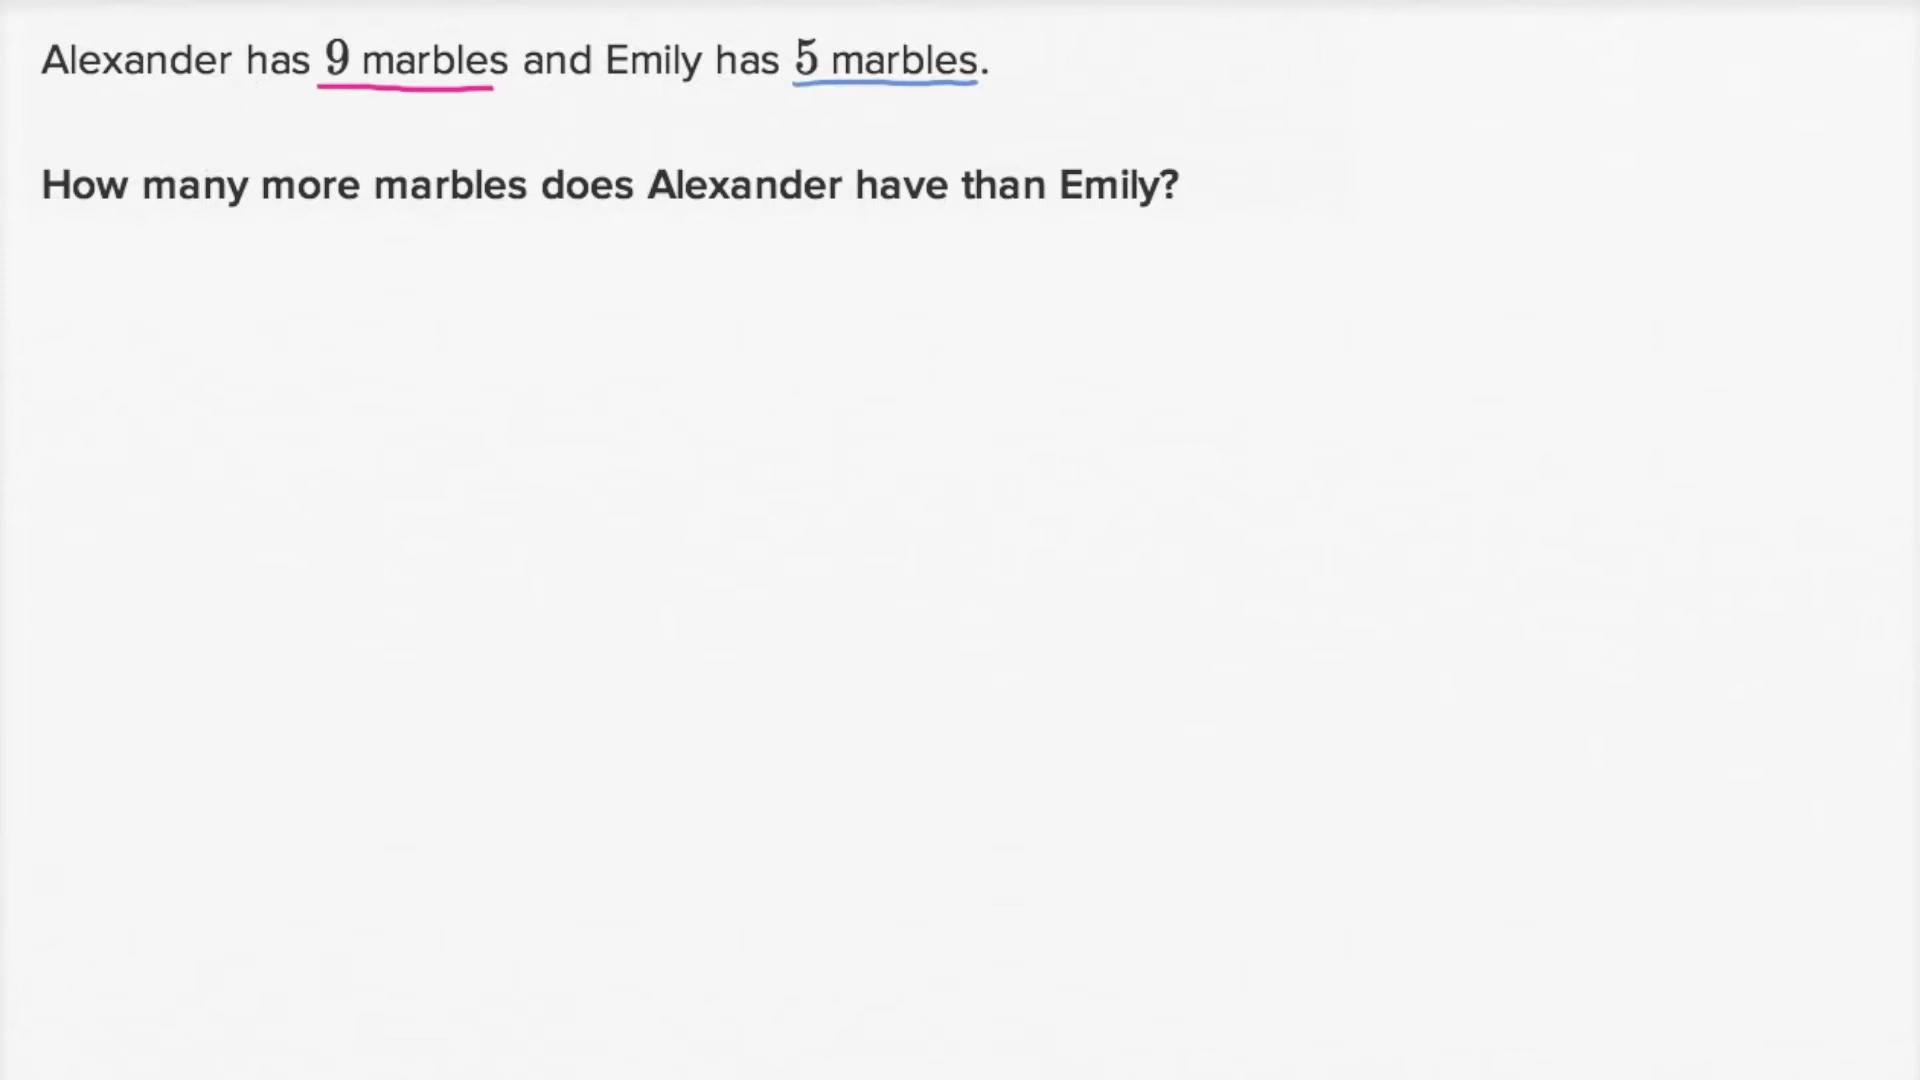 Alexander has 9 marbles and Emily has 5 marbles.
How many more marbles does Alexander have than Emily?